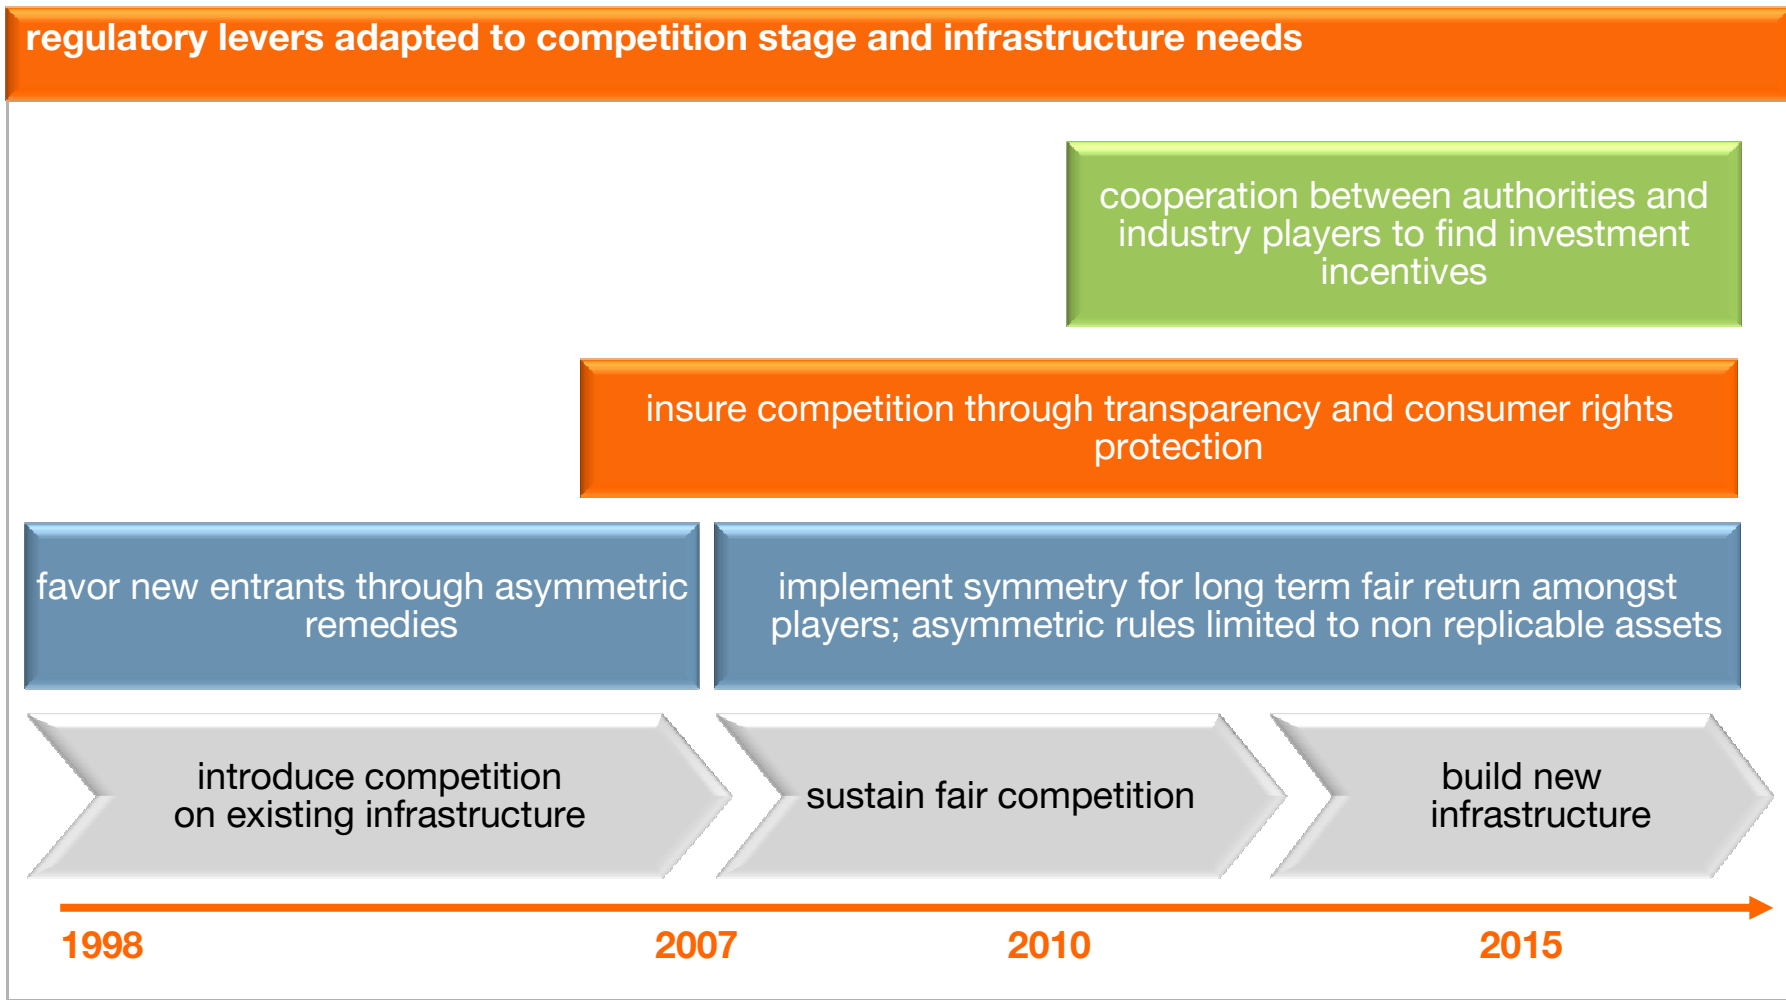 regulatory levers adapted to competition stage and infrastructure needs
cooperation between authorities and
industry players to find investment
incentives
insure competition through transparency and consumer rights
protection
favor new entrants through asymmetric
remedies
implement symmetry for long term fair return amongst
players; asymmetric rules limited to non replicable assets
introduce competition
on existing infrastructure
sustain fair competition
build new
infrastructure
1998
2007
2010
2015